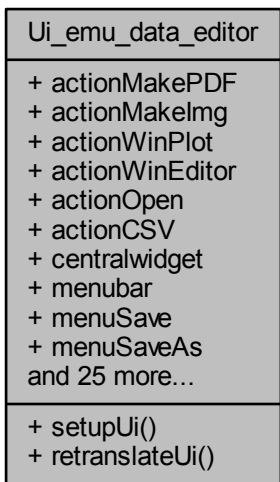 Ui_emu_data_editor
+ actionMakePDF
+ actionMakeImg
+ actionWinPlot
+ actionWinEditor
+ actionOpen
+ actionCSV
+ centralwidget
+ menubar
+ menuSave
+ menuSaveAs
and 25 more...
+ setupUi()
+ retranslateUi()